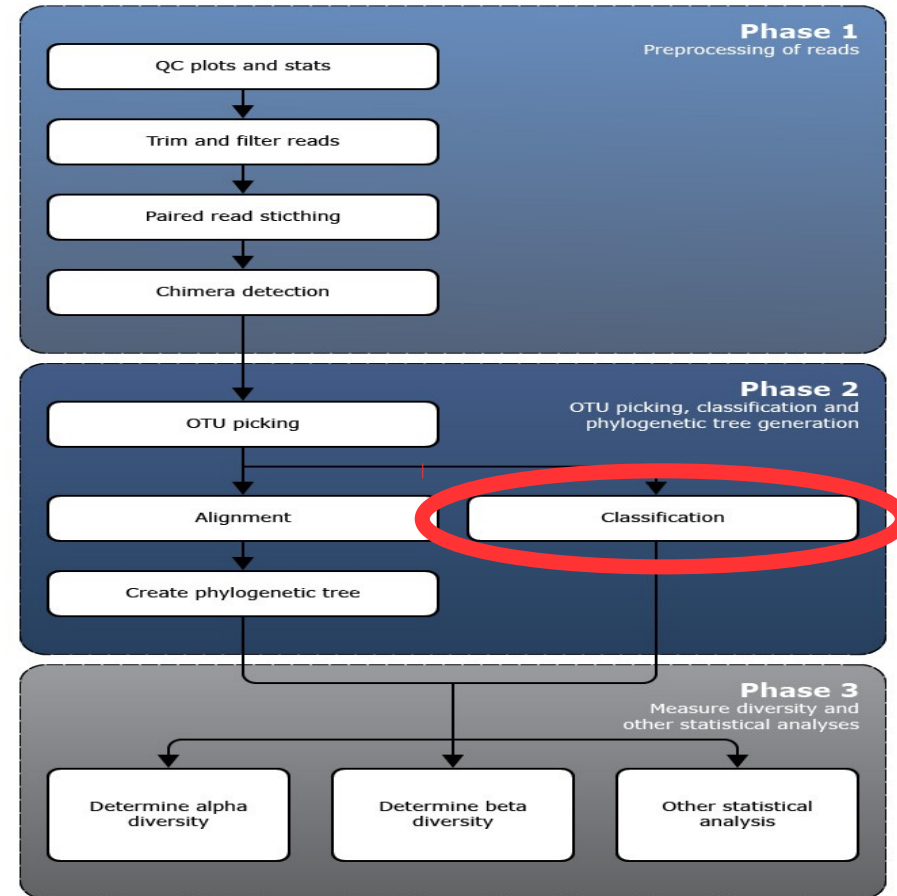 Phase 1
Preprocessing of reads
QC plots and stats
Trim and filter reads
Paired read sticthing
Chimera detection
Phase 2
OTU picking, classification and
phylogenetic tree generation
OTU picking
Alignment
Classification
Create phylogenetic tree
Phase 3
Measure diversity and
other statistical analyses
Determine alpha
diversity
Determine beta
diversity
Other statistical
analysis